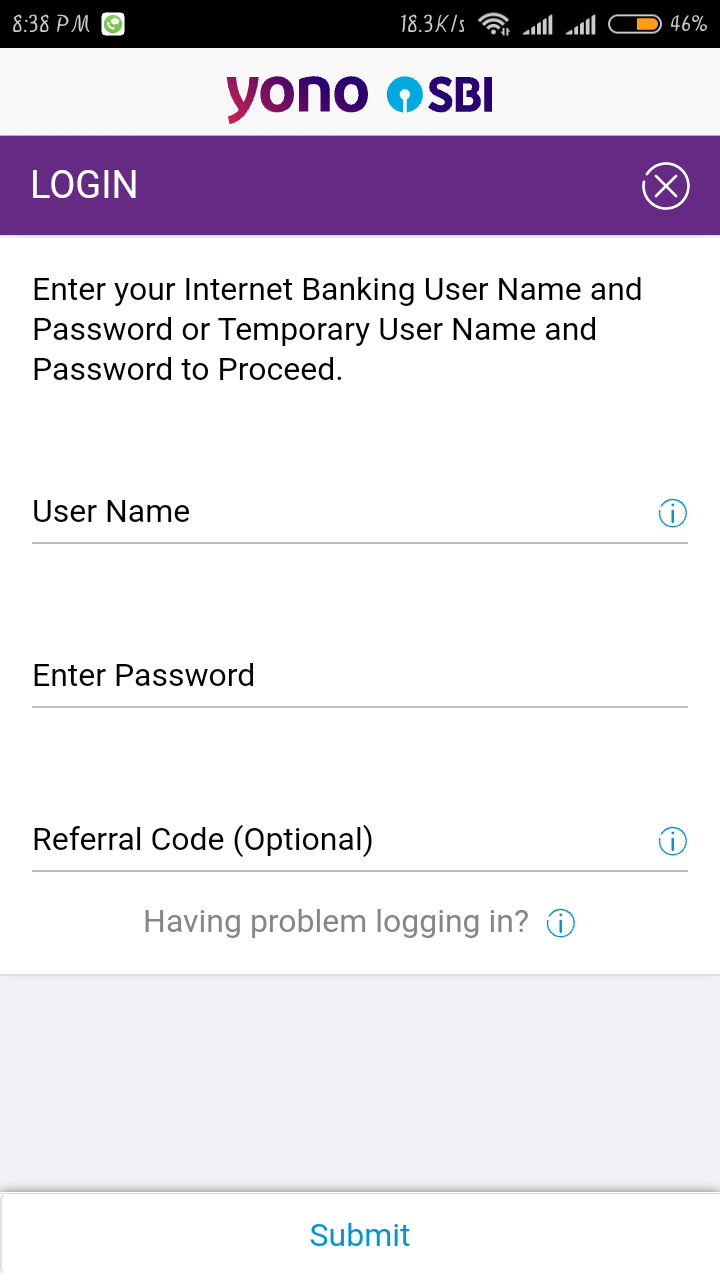 8:38 PM 18.3K/s 46%
yono SBI
LOGIN
Enter your Internet Banking User Name and
Password or Temporary User Name and
Password to Proceed.
User Name
Enter Password
Referral Code (Optional)
Having problem logging in?
Submit